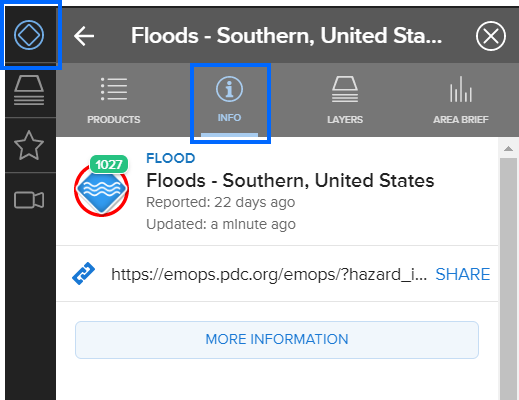 Floods - Southern, United Sta...
PRODUCTS
INFO
LAYERS
AREA BRIEF
1027
FLOOD
Floods - Southern, United States
Reported: 22 days ago
Updated: a minute ago
https://emops.pdc.org/emops/?hazard_i... SHARE
MORE INFORMATION